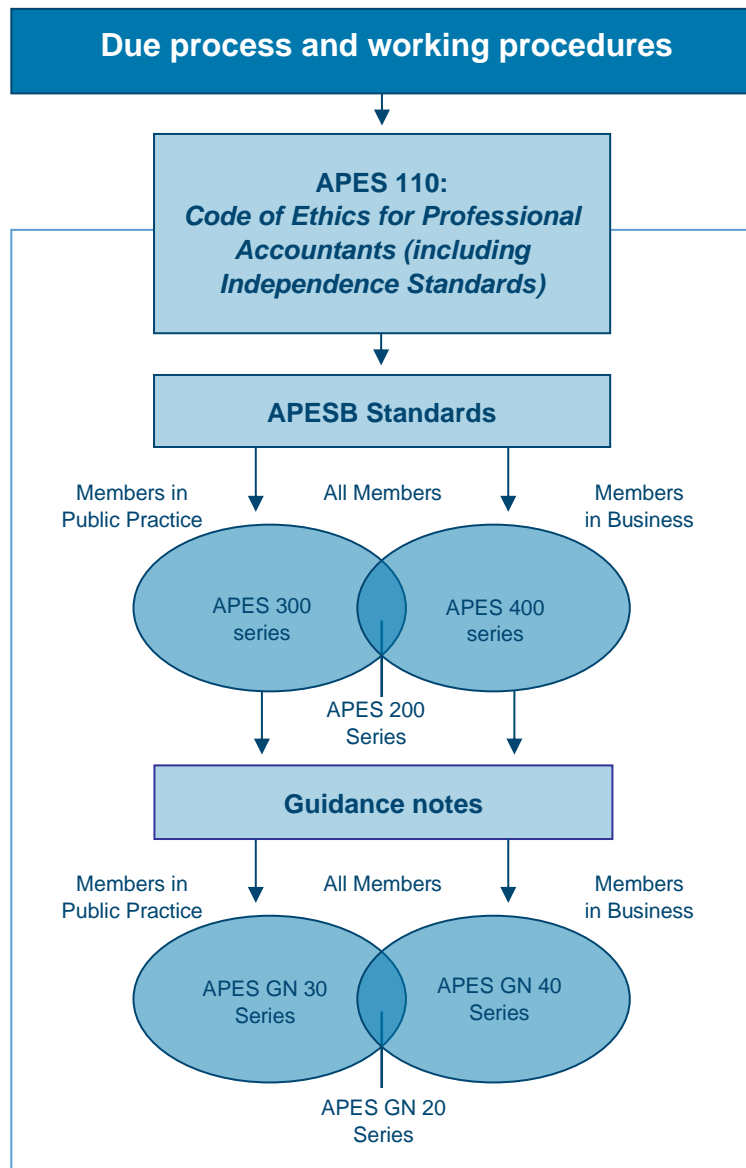 Due process and working procedures
APES 110:
Code of Ethics for Professional
Accountants (including
Independence Standards)
APESB Standards
Members in
Public Practice
All Members
Members
in Business
APES 300
series
APES 400
series
APES 200
Series
Guidance notes
Members in
Public Practice
All Members
Members
in Business
APES GN 30
Series
APES GN 40
Series
APES GN 20
Series